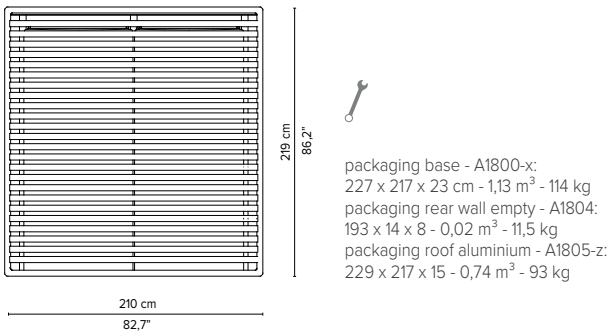 219 cm
86,2"
packaging base - A1800-x:
227 x 217 x 23 cm - 1,13 m³ - 114 kg
packaging rear wall empty - A1804:
193 x 14 x 8 - 0,02 m³ - 11,5 kg
packaging roof aluminium - A1805-z:
229 x 217 x 15 - 0,74 m³ - 93 kg
210 cm
82,7"